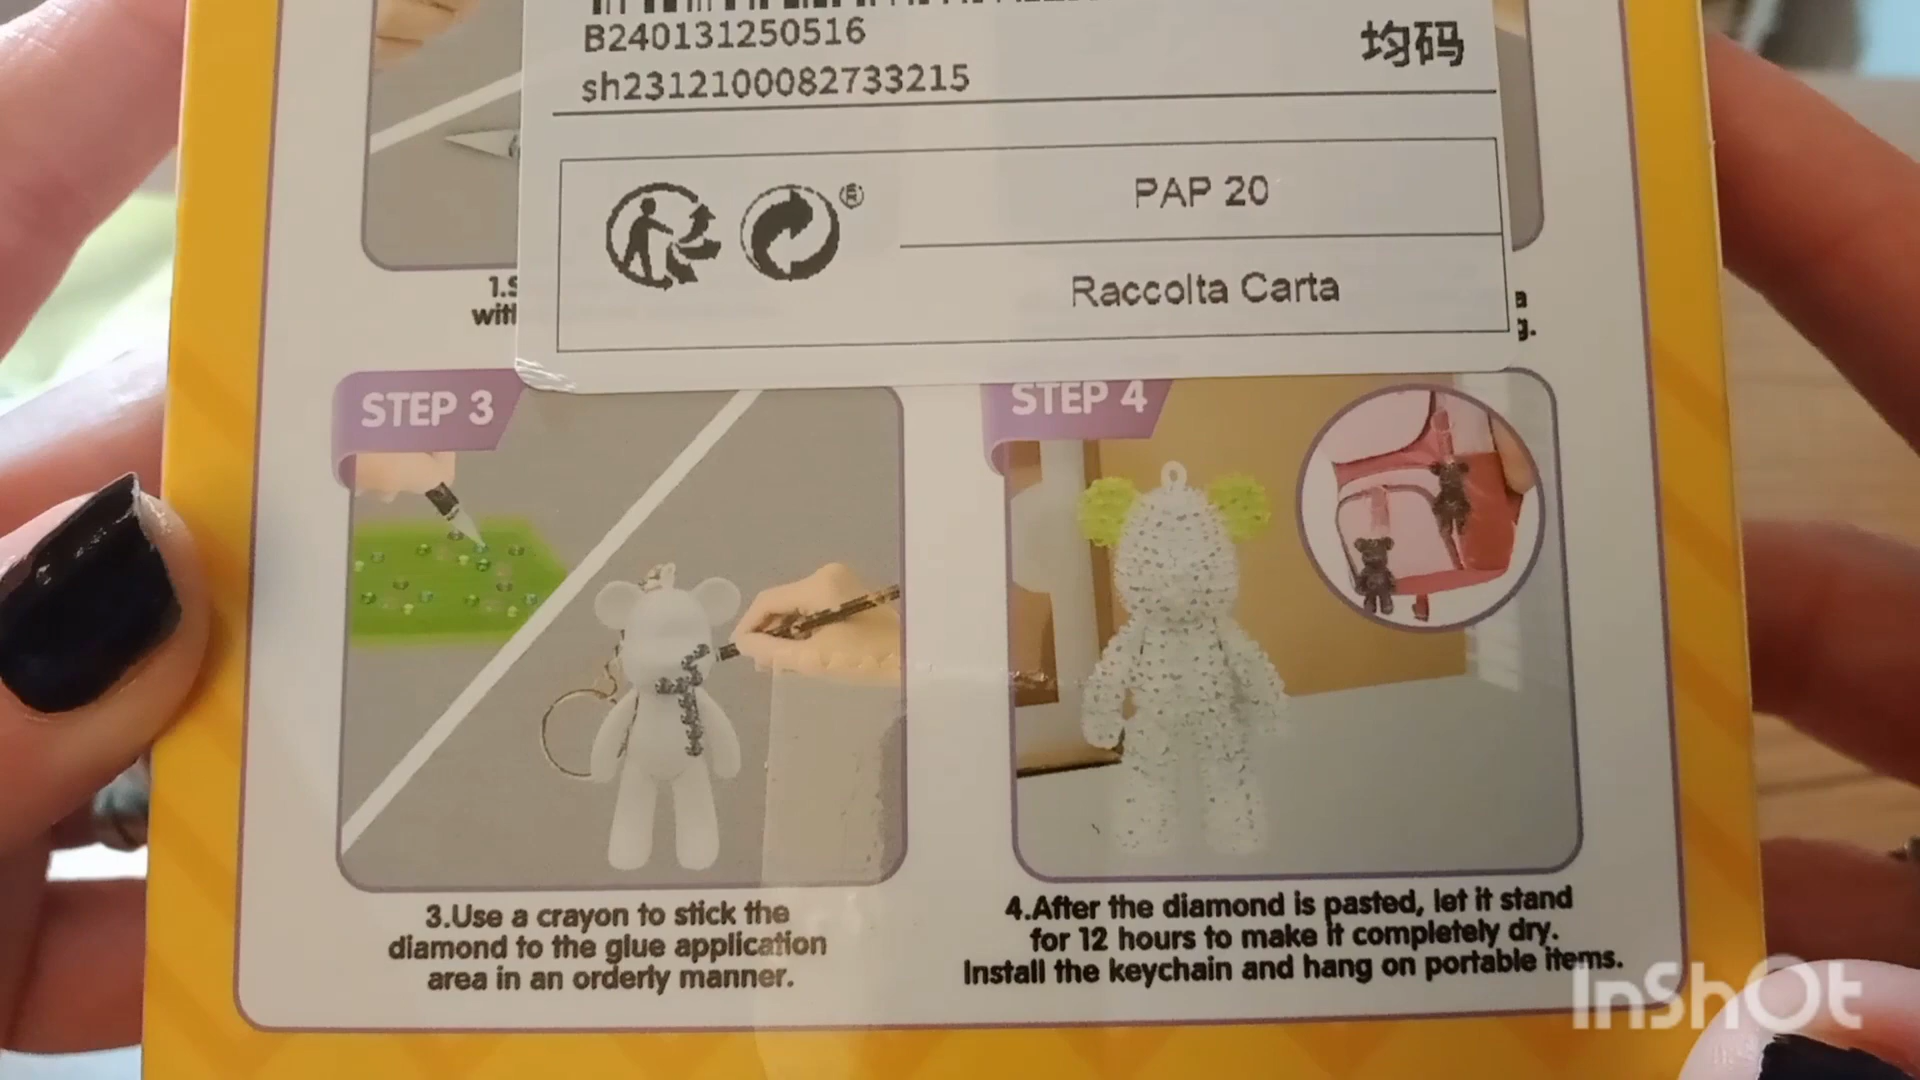 B240131250516
均码
sh2312100082733215
®
PAP 20
Raccolta Carta
STEP 3
STEP 4
3.Use a crayon to stick the
diamond to the glue application
area in an orderly manner.
4.After the diamond is pasted, let it stand
for 12 hours to make it completely dry.
Install the keychain and hang on portable items.
InShOt